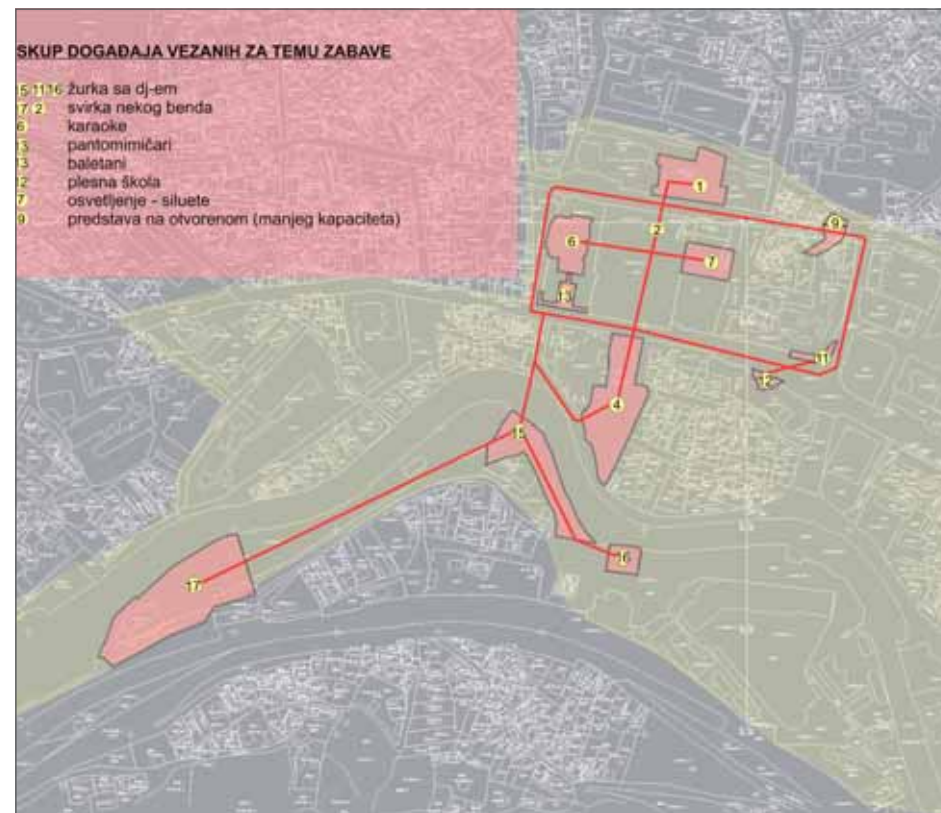 SKUP DOGAĐAJA VEZANIH ZA TEMU ZABAVE
15 11 16 žurka sa dj-em
17 2 svirka nekog benda
6 karaoke
13 pantomimičari
13 baletani
12 plesna škola
7 osvetljenje - siluete
9 predstava na otvorenom (manjeg kapaciteta)
1
2
9
6
7
13
11
12
4
15
16
17